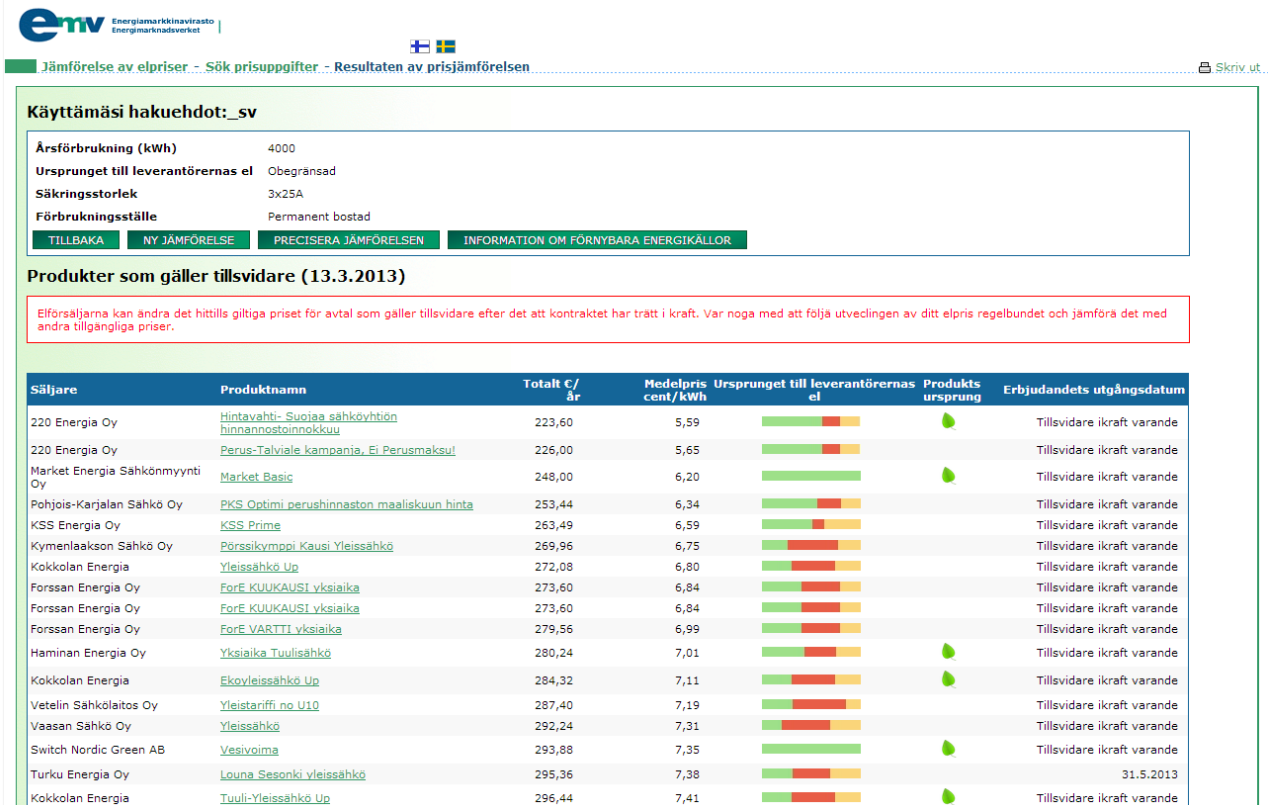 emv Energiamarkkinavirasto
Energimarknadsverket
Jämförelse av elpriser - Sök prisuppgifter - Resultaten av prisjämförelsen
Skriv ut
Käyttämäsi hakuehdot:_sv
Årsförbrukning (kWh) 4000
Ursprunget till leverantörernas el Obegränsad
Säkringsstorlek 3x25A
Förbrukningsställe Permanent bostad
TILLBAKA NY JÄMFÖRELSE PRECISERA JÄMFÖRELSEN INFORMATION OM FÖRNYBARA ENERGIKÄLLOR
Produkter som gäller tillsvidare (13.3.2013)
Elförsäljarna kan ändra det hittills giltiga priset för avtal som gäller tillsvidare efter det att kontraktet har trätt i kraft. Var noga med att följä utveclingen av ditt elpris regelbundet och jämförä det med
andra tillgängliga priser.
Säljare Produktnamn Totalt €/ år Medelpris cent/kWh Ursprunget till leverantörernas el Produkts ursprung Erbjudandets utgångsdatum
220 Energia Oy Hintavahti- Suojaa sähköyhtiön hinnannostoinnokkuu 223,60 5,59 Tillsvidare ikraft varande
220 Energia Oy Perus-Talviale kampanja, Ei Perusmaksu! 226,00 5,65 Tillsvidare ikraft varande
Market Energia Sähkönmyynti Oy Market Basic 248,00 6,20 Tillsvidare ikraft varande
Pohjois-Karjalan Sähkö Oy PKS Optimi perushinnaston maaliskuun hinta 253,44 6,34 Tillsvidare ikraft varande
KSS Energia Oy KSS Prime 263,49 6,59 Tillsvidare ikraft varande
Kymenlaakson Sähkö Oy Pörssikymppi Kausi Yleissähkö 269,96 6,75 Tillsvidare ikraft varande
Kokkolan Energia Yleissähkö Up 272,08 6,80 Tillsvidare ikraft varande
Forssan Energia Oy ForE KUUKAUSI yksiaika 273,60 6,84 Tillsvidare ikraft varande
Forssan Energia Oy ForE KUUKAUSI yksiaika 273,60 6,84 Tillsvidare ikraft varande
Forssan Energia Oy ForE VARTTI yksiaika 279,56 6,99 Tillsvidare ikraft varande
Haminan Energia Oy Yksiaika Tuulisähkö 280,24 7,01 Tillsvidare ikraft varande
Kokkolan Energia Ekoyleissähkö Up 284,32 7,11 Tillsvidare ikraft varande
Vetelin Sähkölaitos Oy Yleistariffi no U10 287,40 7,19 Tillsvidare ikraft varande
Vaasan Sähkö Oy Yleissähkö 292,24 7,31 Tillsvidare ikraft varande
Switch Nordic Green AB Vesivoima 293,88 7,35 Tillsvidare ikraft varande
Turku Energia Oy Louna Sesonki yleissähkö 295,36 7,38 31.5.2013
Kokkolan Energia Tuuli-Yleissähkö Up 296,44 7,41 Tillsvidare ikraft varande